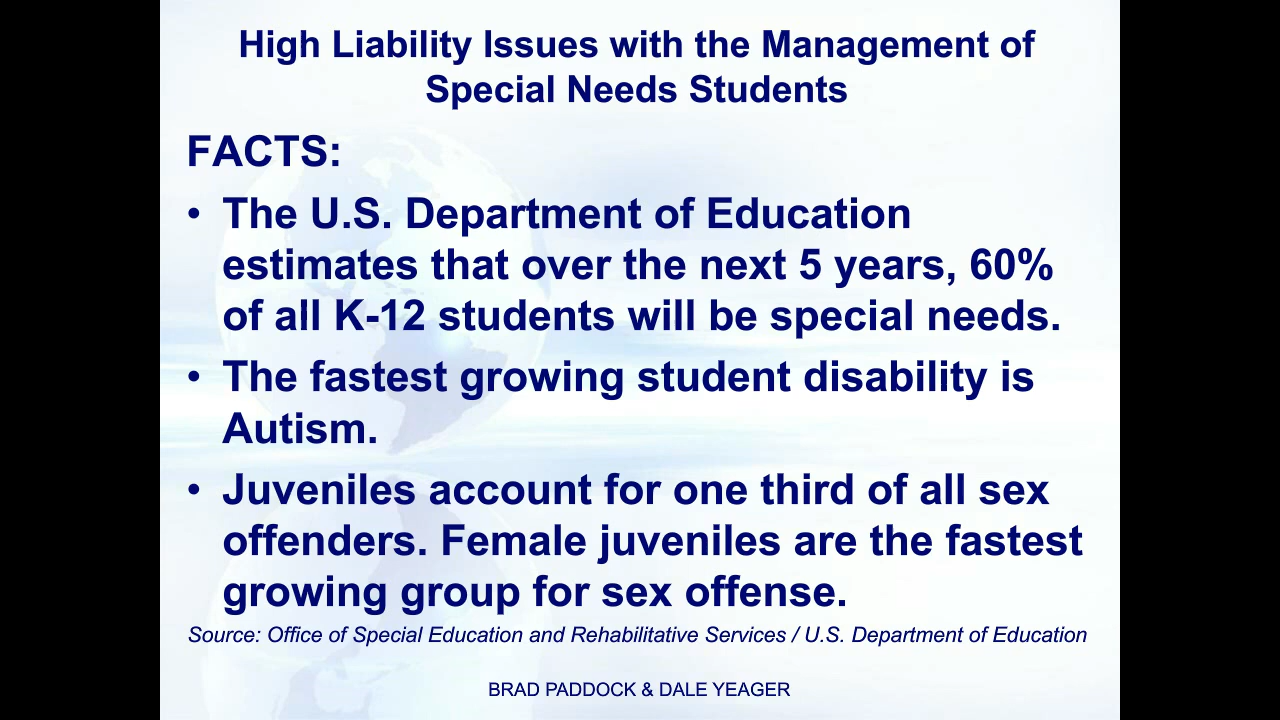 High Liability Issues with the Management of
Special Needs Students
FACTS:
• The U.S. Department of Education
estimates that over the next 5 years, 60%
of all K-12 students will be special needs.
• The fastest growing student disability is
Autism.
• Juveniles account for one third of all sex
offenders. Female juveniles are the fastest
growing group for sex offense.
Source: Office of Special Education and Rehabilitative Services / U.S. Department of Education
BRAD PADDOCK & DALE YEAGER